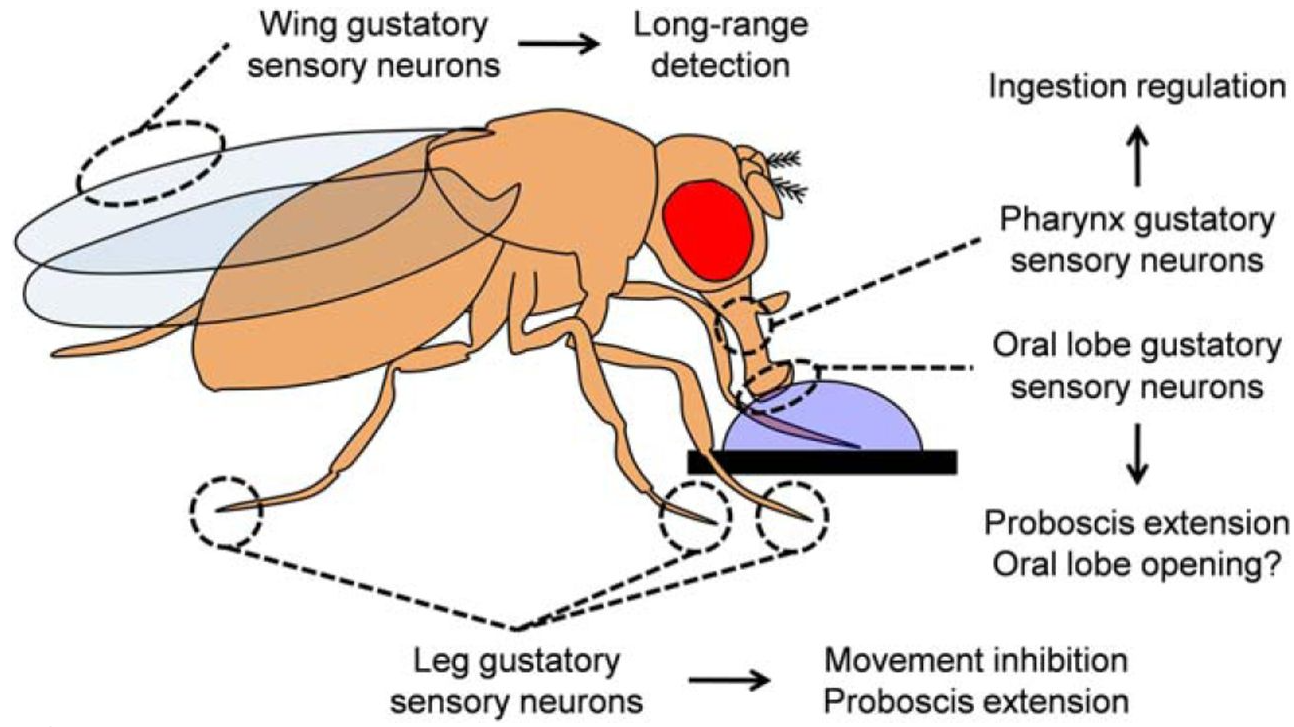 Wing gustatory
sensory neurons
Long-range
detection
Ingestion regulation
Pharynx gustatory
sensory neurons
Oral lobe gustatory
sensory neurons
Proboscis extension
Oral lobe opening?
Leg gustatory
sensory neurons
Movement inhibition
Proboscis extension